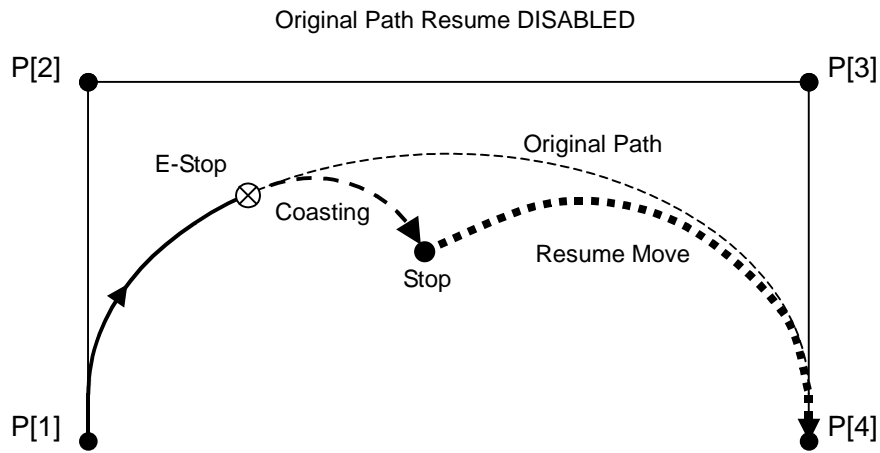 Original Path Resume DISABLED
P[2]
P[3]
Original Path
E-Stop
Coasting
Resume Move
Stop
P[1]
P[4]